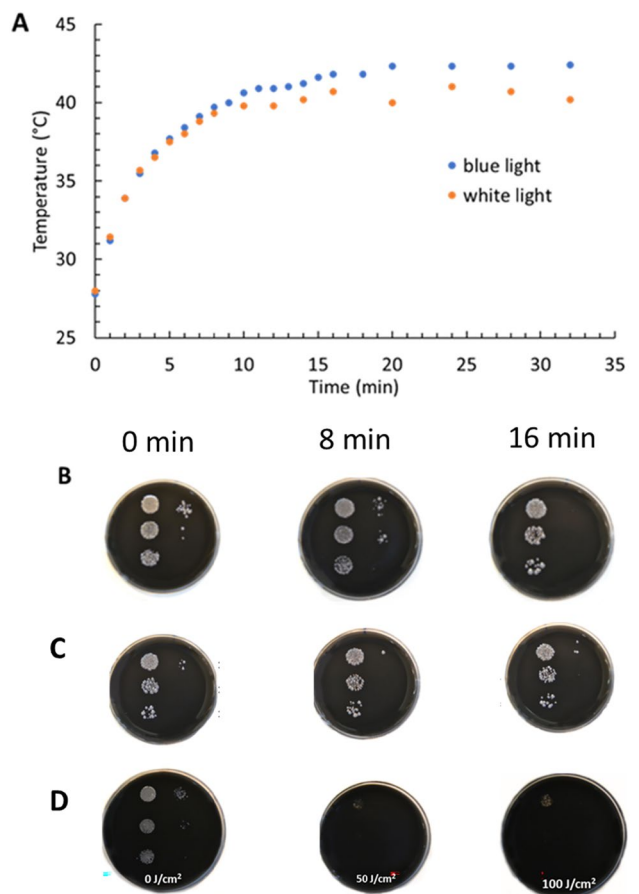 A
45
40
35
30
25
Temperature (°C)
blue light
white light
0 5 10 15 20 25 30 35
Time (min)
0 min 8 min 16 min
B
C
D
0 J/cm² 50 J/cm² 100 J/cm²